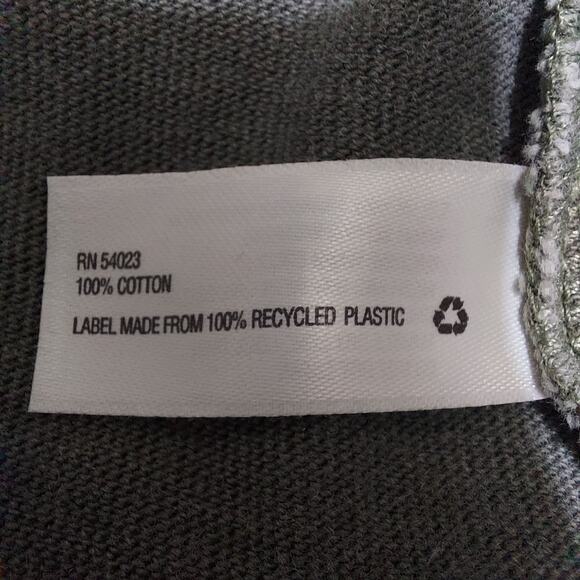 RN 54023
100% COTTON
LABEL MADE FROM 100% RECYCLED PLASTIC